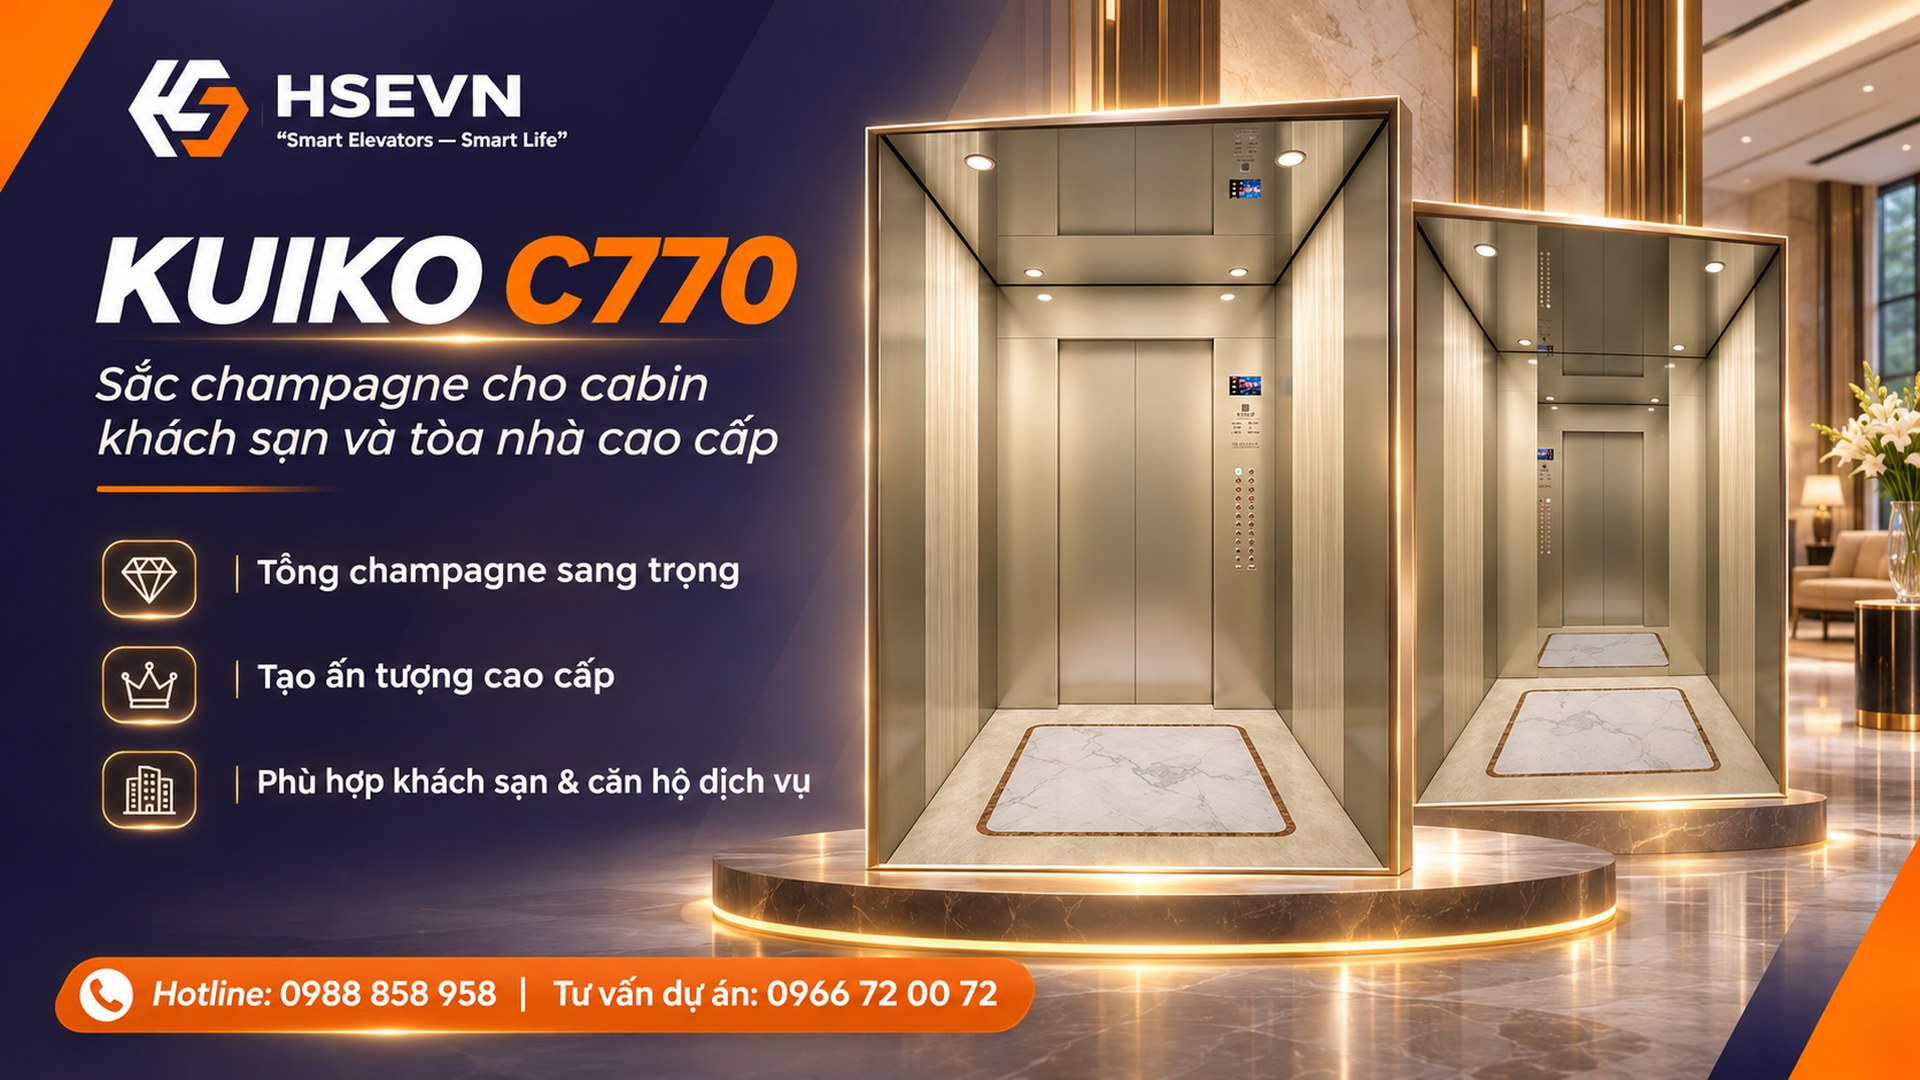 HSEVN
“Smart Elevators — Smart Life”
KUIKO C770
Sắc champagne cho cabin
khách sạn và tòa nhà cao cấp
Tông champagne sang trọng
Tạo ấn tượng cao cấp
Phù hợp khách sạn & căn hộ dịch vụ
Hotline: 0988 858 958 | Tư vấn dự án: 0966 72 00 72